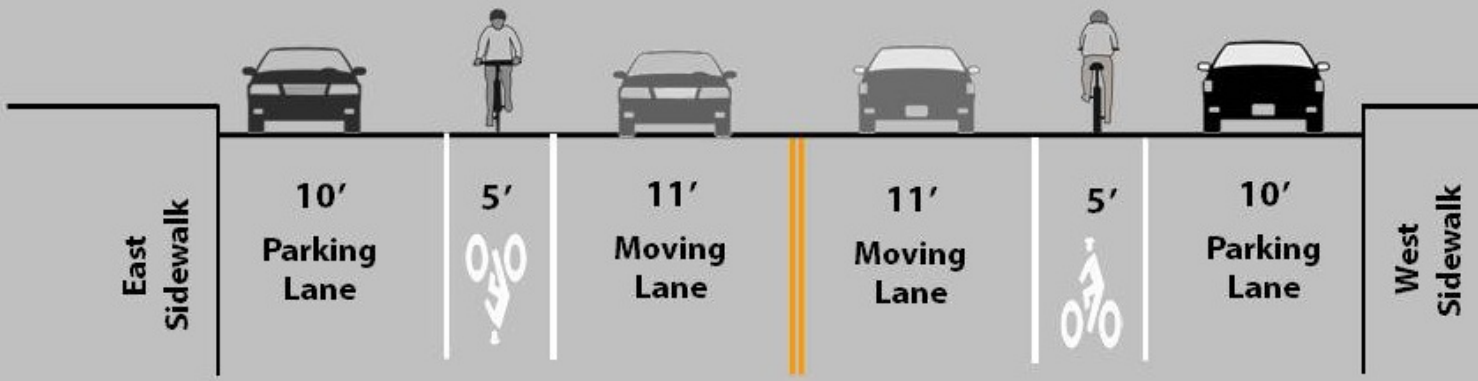 East
Sidewalk
10′
Parking
Lane
5′
11′
Moving
Lane
11′
Moving
Lane
5′
10′
Parking
Lane
West
Sidewalk